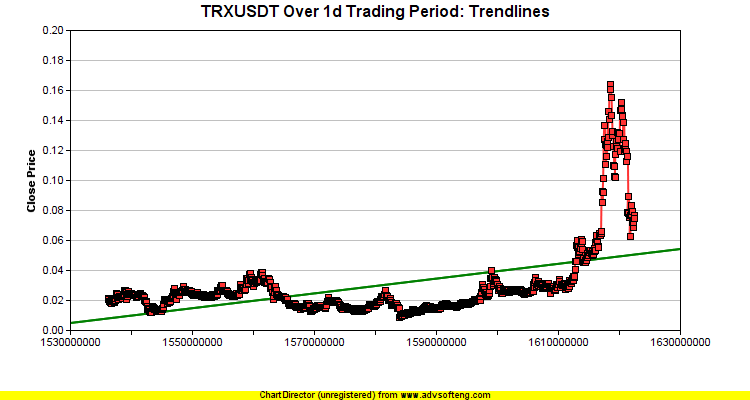 TRXUSDT Over 1d Trading Period: Trendlines
0.20
0.18
0.16
0.14
0.12
0.10
0.08
0.06
0.04
0.02
0.00
Close Price
1530000000 1550000000 1570000000 1590000000 1610000000 1630000000
ChartDirector (unregistered) from www.advsofteng.com